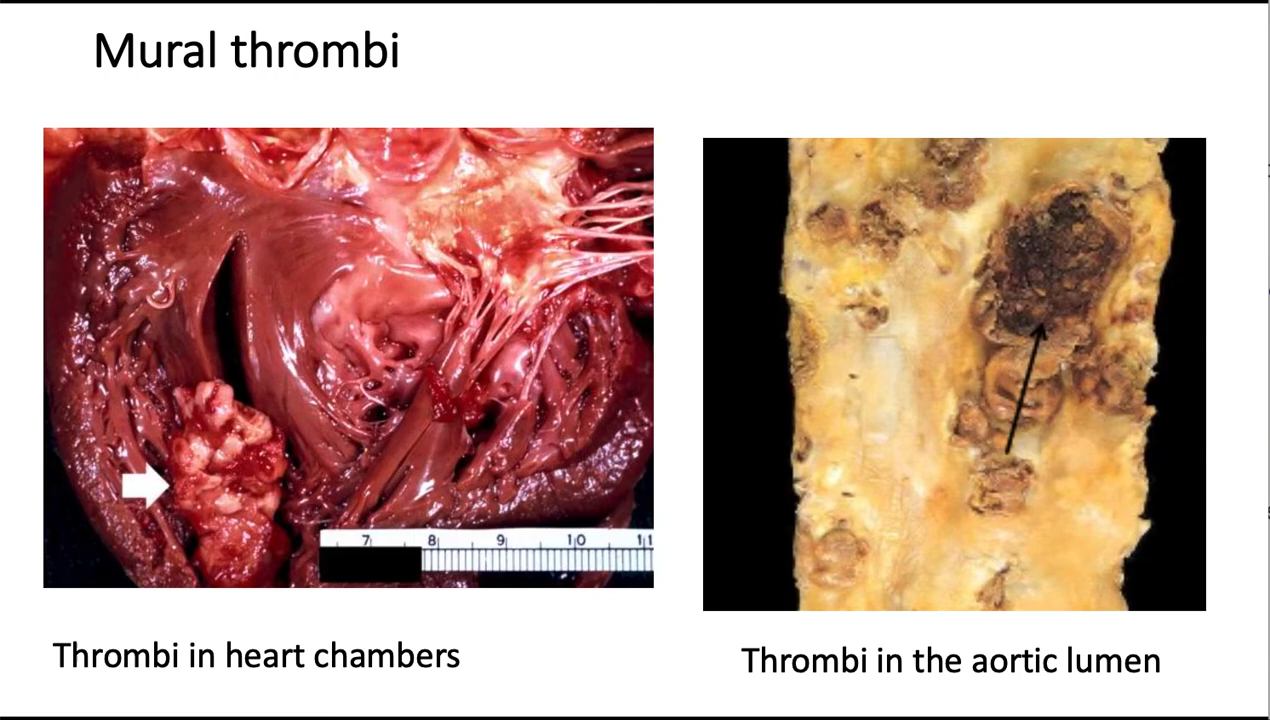 Mural thrombi
7 8 9 10 11
Thrombi in heart chambers
Thrombi in the aortic lumen